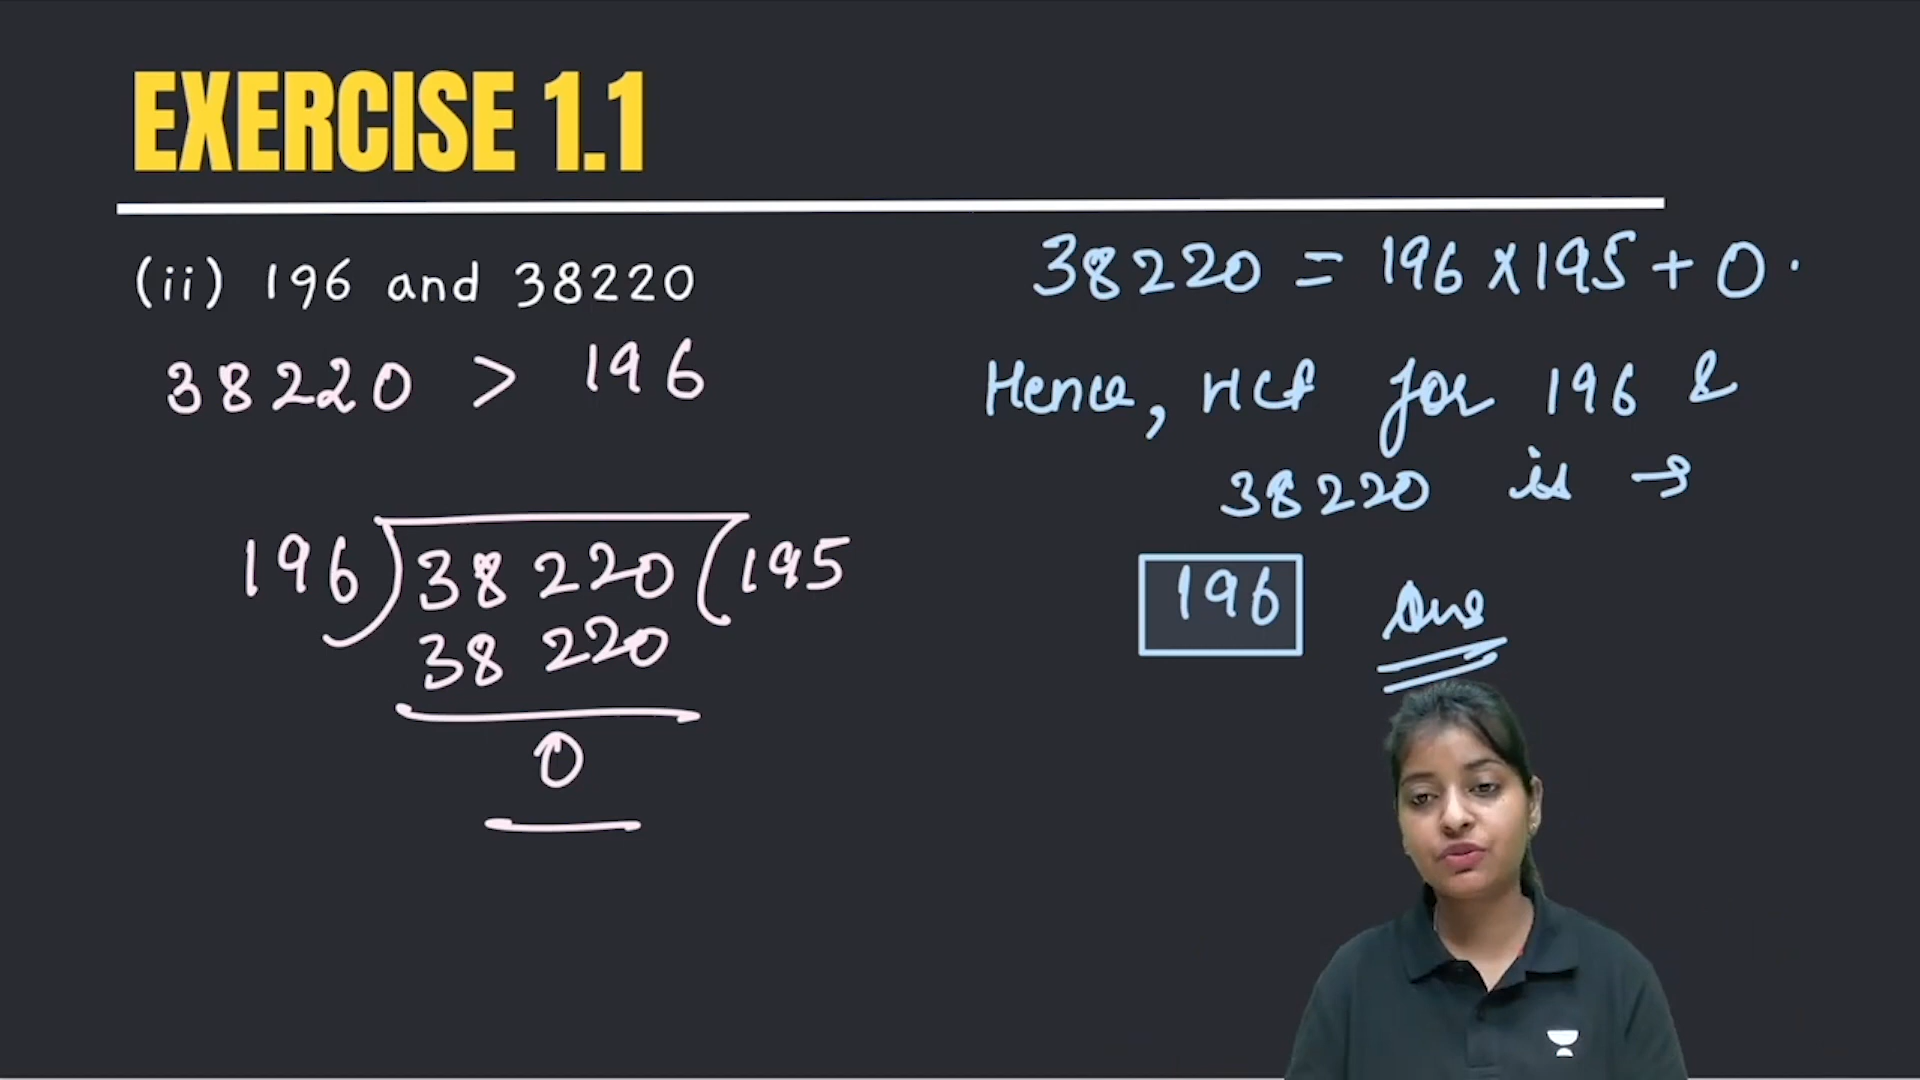 EXERCISE 1.1
(ii) 196 and 38220
38220 > 196
196)38220(195
38220
0
38220 = 196 × 195 + 0 .
Hence, HCF for 196 &
38220 is →
196 Ans